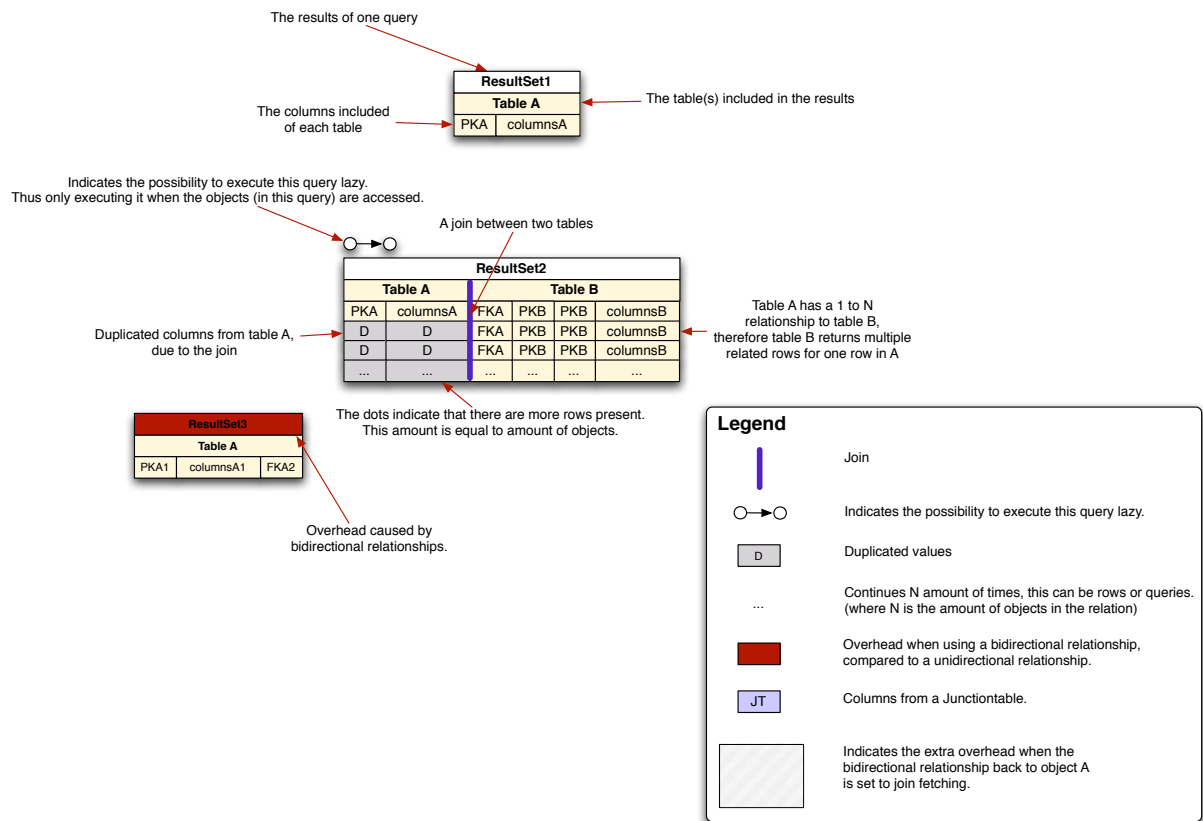 The results of one query
ResultSet1
Table A
PKA columnsA
The table(s) included in the results
The columns included
of each table
Indicates the possibility to execute this query lazy.
Thus only executing it when the objects (in this query) are accessed.
A join between two tables
ResultSet2
Table A Table B
PKA columnsA FKA PKB PKB columnsB
D D FKA PKB PKB columnsB
D D FKA PKB PKB columnsB
... ... ... ... ... ...
Duplicated columns from table A,
due to the join
Table A has a 1 to N
relationship to table B,
therefore table B returns multiple
related rows for one row in A
The dots indicate that there are more rows present.
This amount is equal to amount of objects.
ResultSet3
Table A
PKA1 columnsA1 FKA2
Overhead caused by
bidirectional relationships.
Legend
Join
Indicates the possibility to execute this query lazy.
D Duplicated values
... Continues N amount of times, this can be rows or queries.
(where N is the amount of objects in the relation)
Overhead when using a bidirectional relationship,
compared to a unidirectional relationship.
JT Columns from a Junctiontable.
Indicates the extra overhead when the
bidirectional relationship back to object A
is set to join fetching.